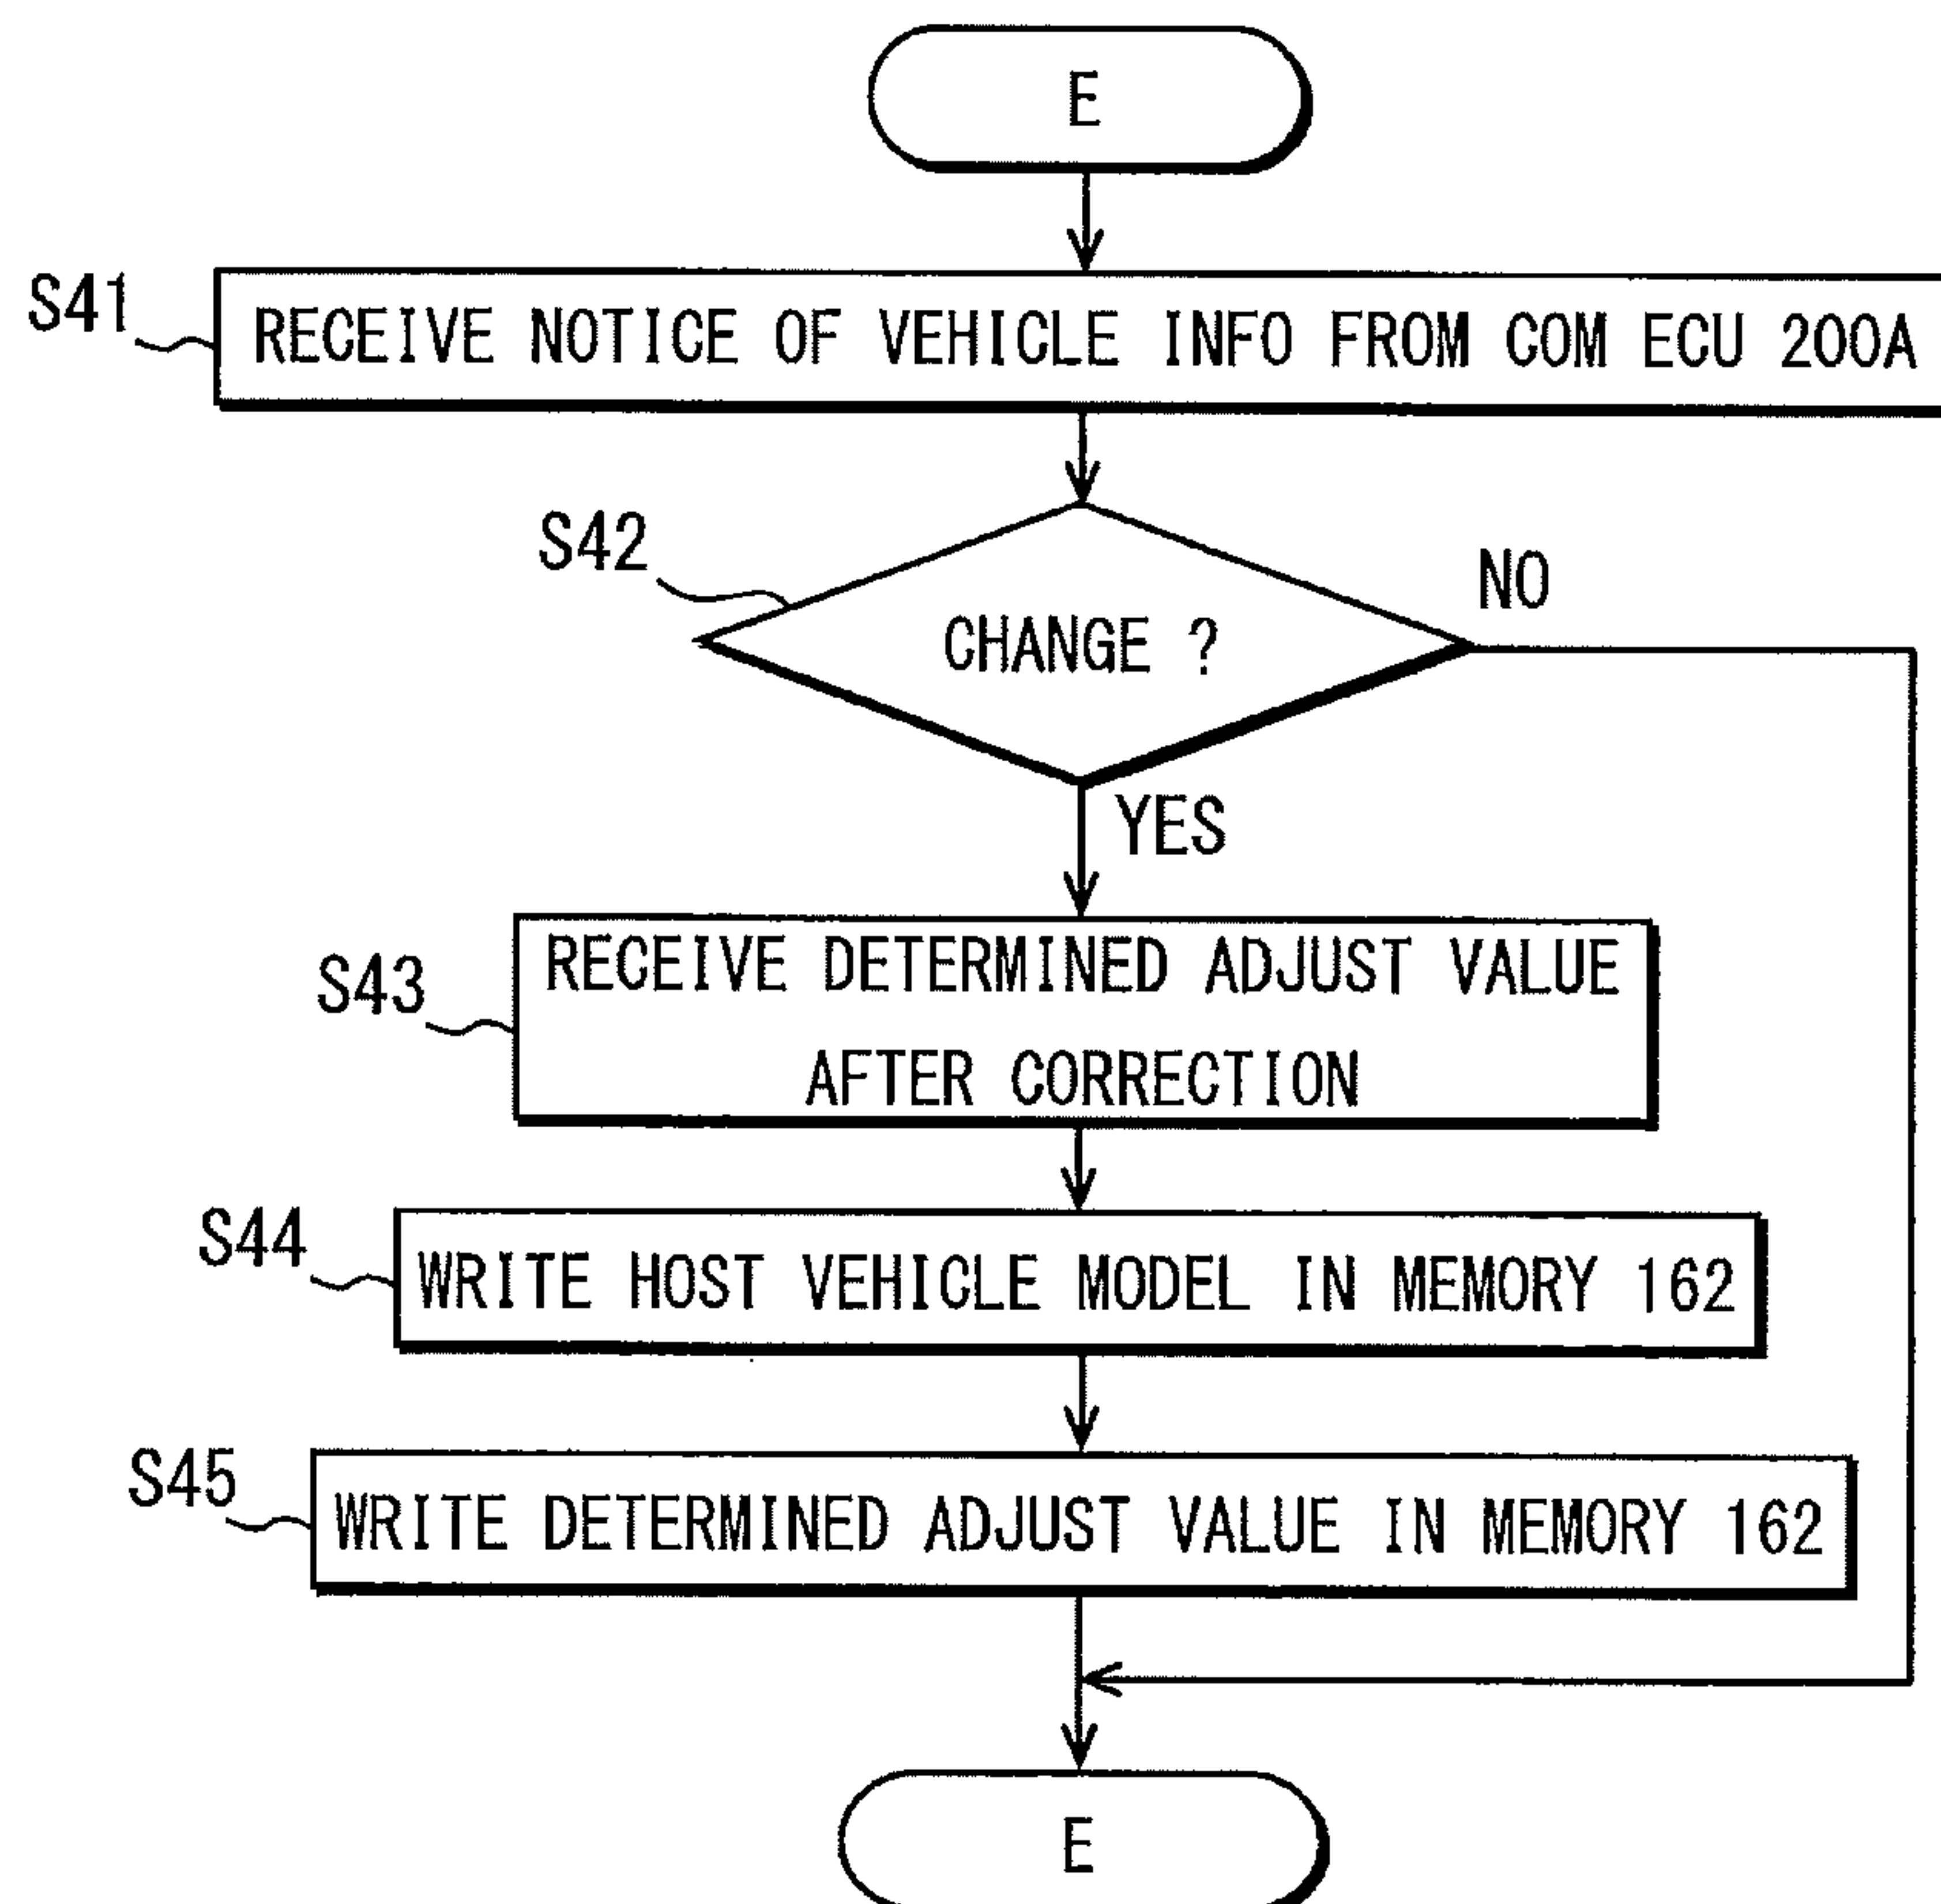 E
S41
RECEIVE NOTICE OF VEHICLE INFO FROM COM ECU 200A
S42
CHANGE ?
NO
YES
S43
RECEIVE DETERMINED ADJUST VALUE
AFTER CORRECTION
S44
WRITE HOST VEHICLE MODEL IN MEMORY 162
S45
WRITE DETERMINED ADJUST VALUE IN MEMORY 162
E